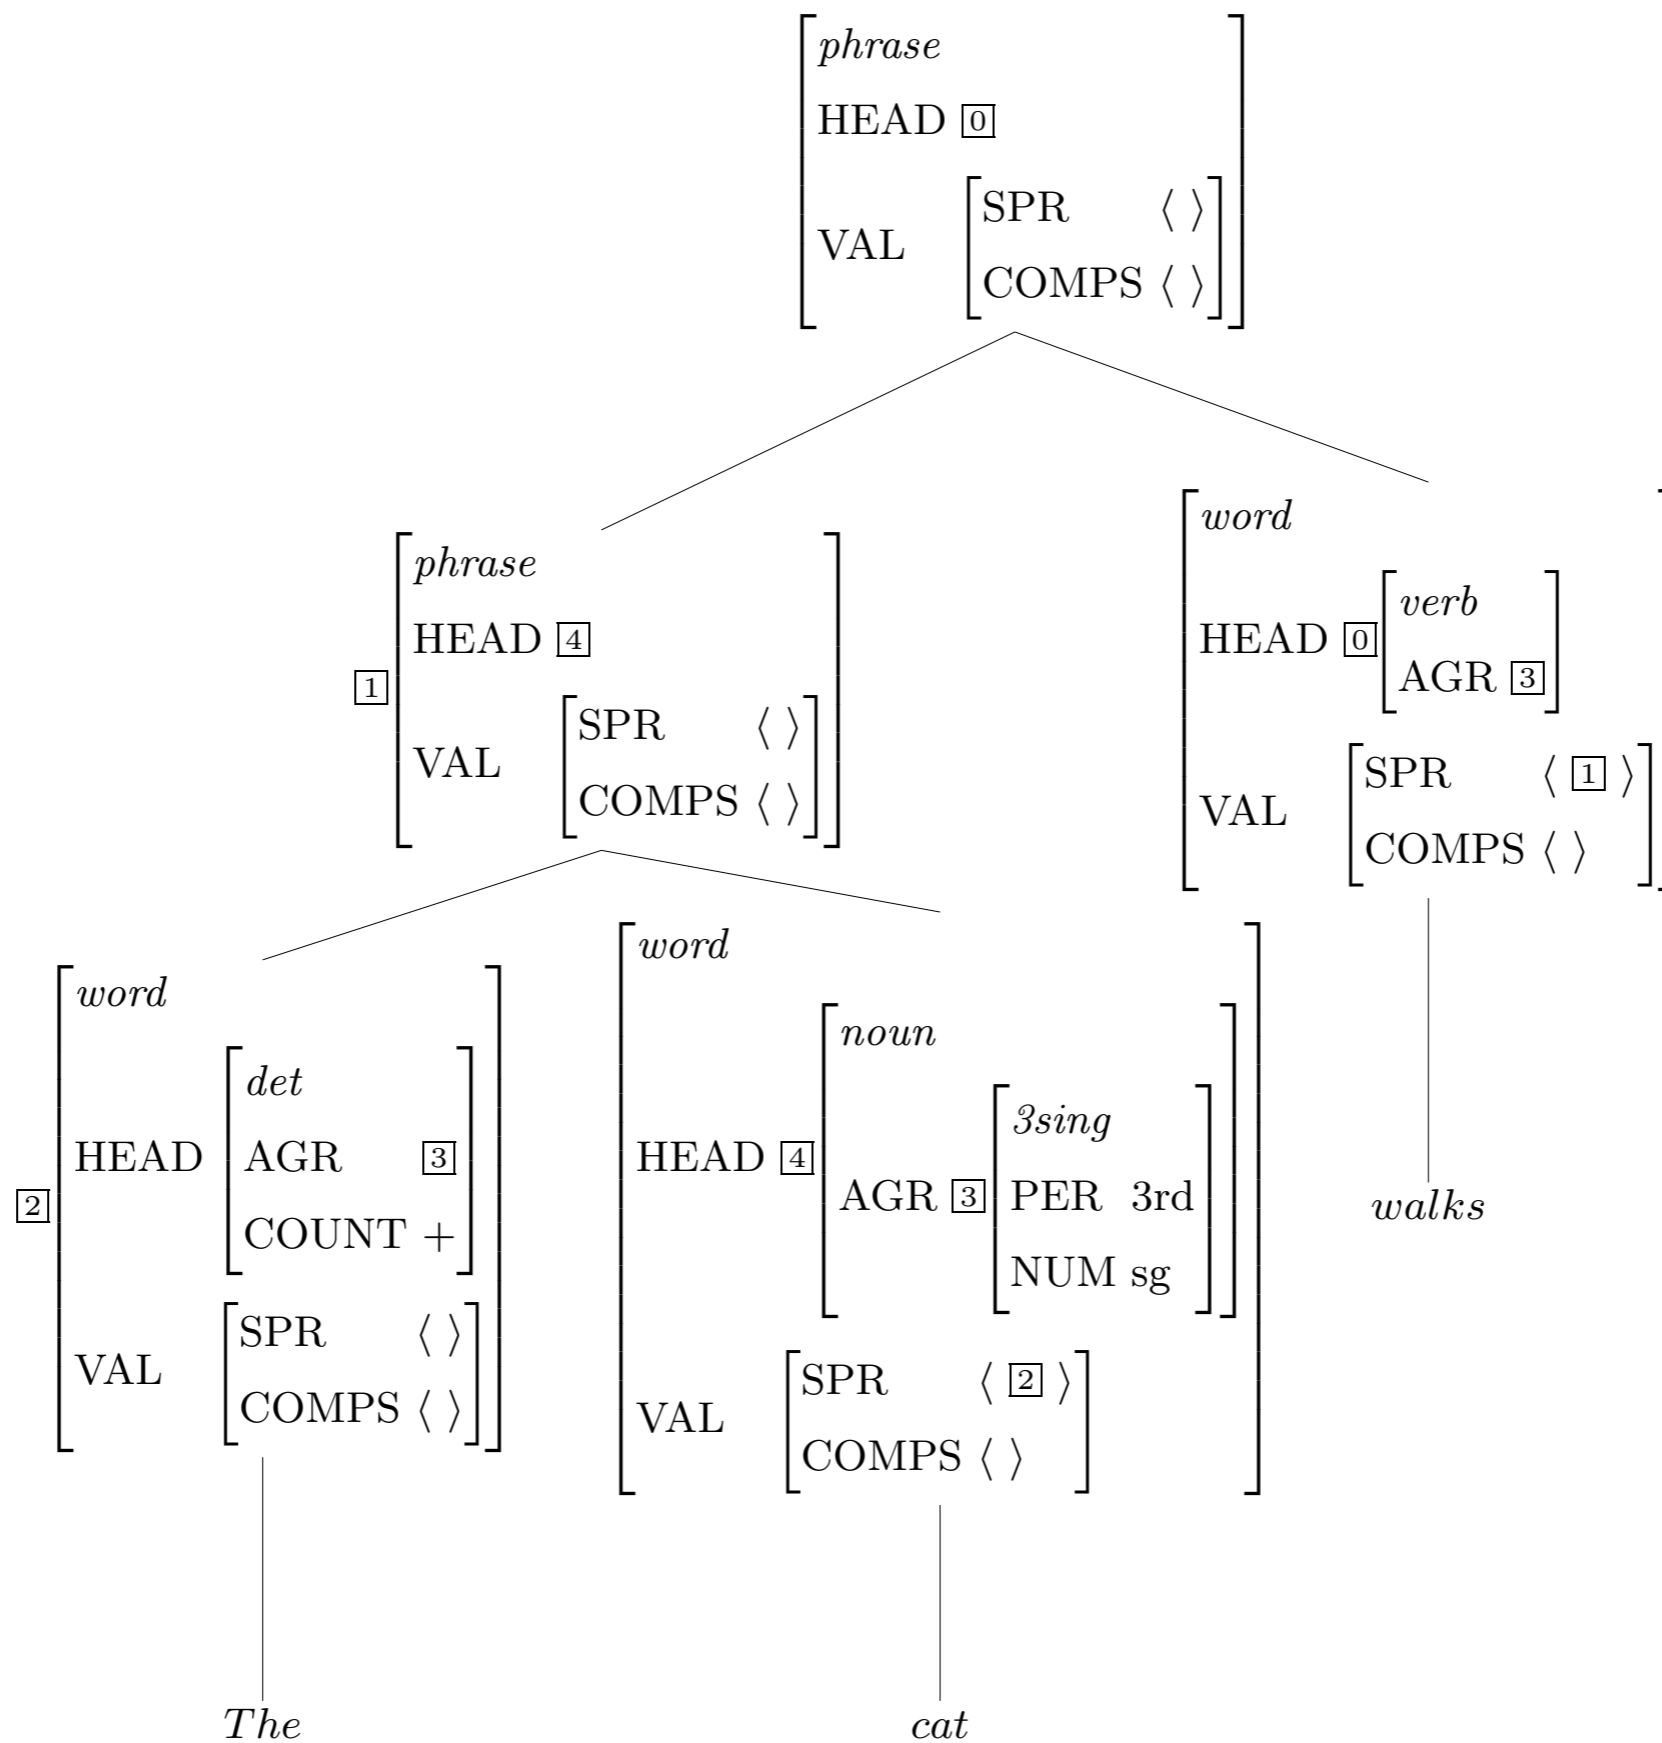 phrase
HEAD 0
VAL
SPR ⟨ ⟩
COMPS ⟨ ⟩
1
phrase
HEAD 4
VAL
SPR ⟨ ⟩
COMPS ⟨ ⟩
word
HEAD 0
verb
AGR 3
VAL
SPR ⟨ 1 ⟩
COMPS ⟨ ⟩
2
word
HEAD
det
AGR 3
COUNT +
VAL
SPR ⟨ ⟩
COMPS ⟨ ⟩
word
HEAD 4
noun
AGR 3
3sing
PER 3rd
NUM sg
VAL
SPR ⟨ 2 ⟩
COMPS ⟨ ⟩
walks
The
cat